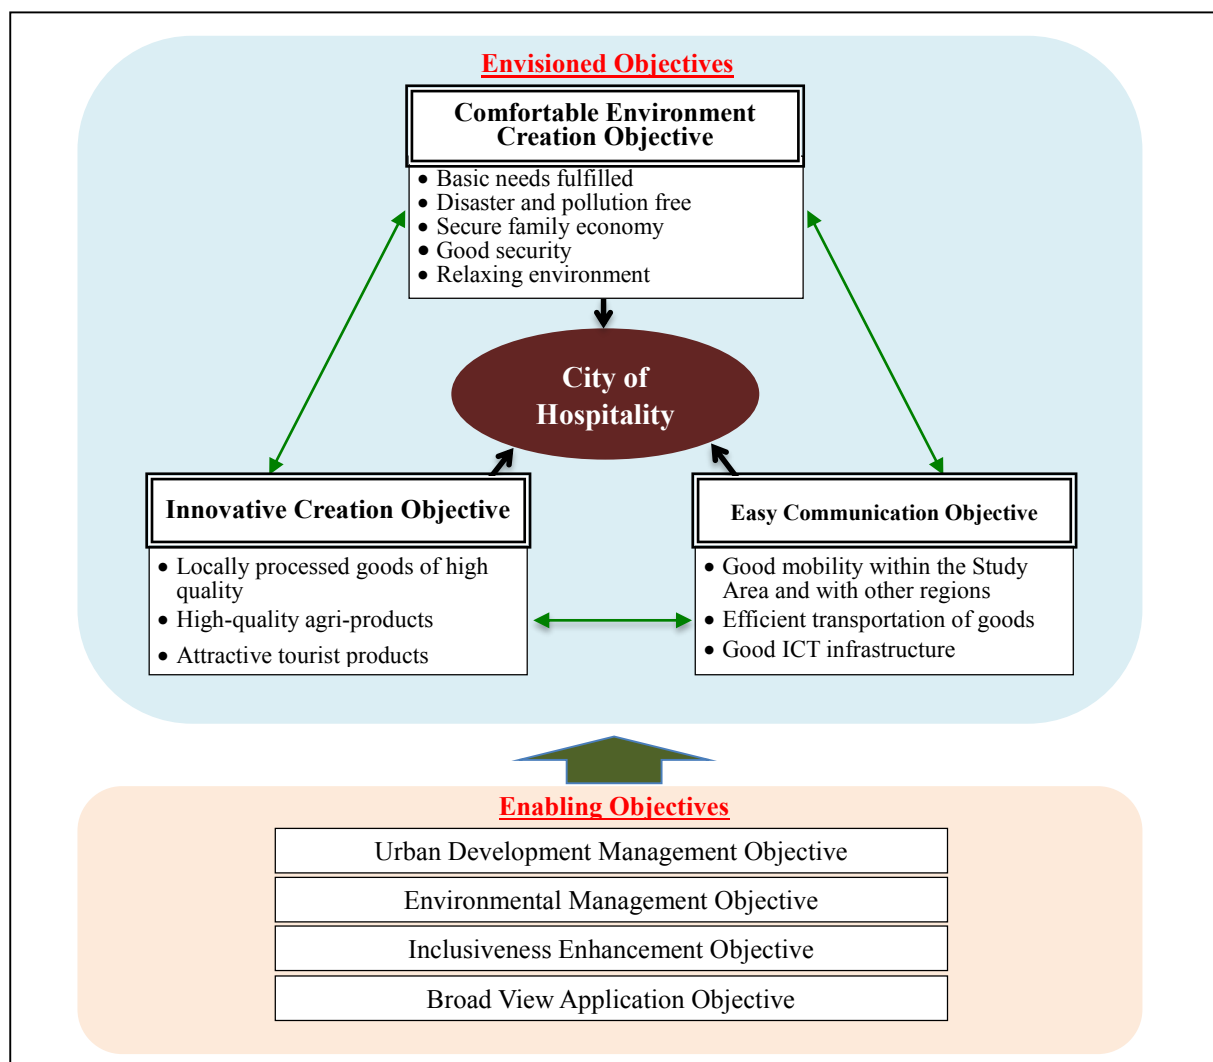 Envisioned Objectives
Comfortable Environment
Creation Objective
• Basic needs fulfilled
• Disaster and pollution free
• Secure family economy
• Good security
• Relaxing environment
City of
Hospitality
Innovative Creation Objective
• Locally processed goods of high
quality
• High-quality agri-products
• Attractive tourist products
Easy Communication Objective
• Good mobility within the Study
Area and with other regions
• Efficient transportation of goods
• Good ICT infrastructure
Enabling Objectives
Urban Development Management Objective
Environmental Management Objective
Inclusiveness Enhancement Objective
Broad View Application Objective